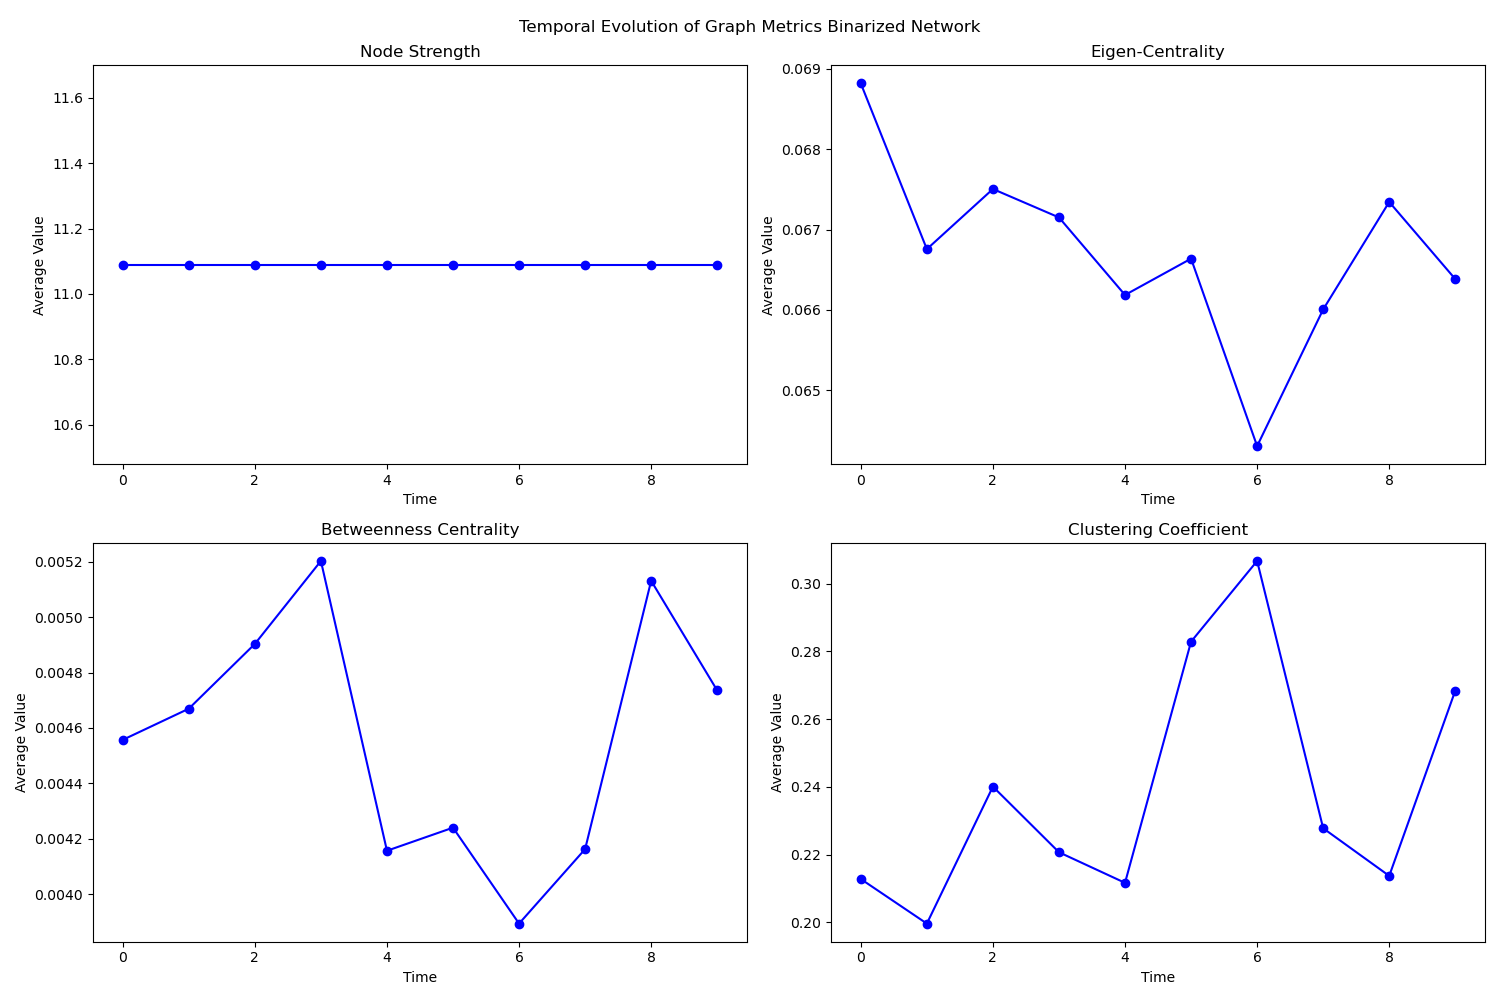 Temporal Evolution of Graph Metrics Binarized Network
Node Strength
11.6
11.4
11.2
11.0
10.8
10.6
Average Value
0 2 4 6 8
Time
Eigen-Centrality
0.069
0.068
0.067
0.066
0.065
Average Value
0 2 4 6 8
Time
Betweenness Centrality
0.0052
0.0050
0.0048
0.0046
0.0044
0.0042
0.0040
Average Value
0 2 4 6 8
Time
Clustering Coefficient
0.30
0.28
0.26
0.24
0.22
0.20
Average Value
0 2 4 6 8
Time